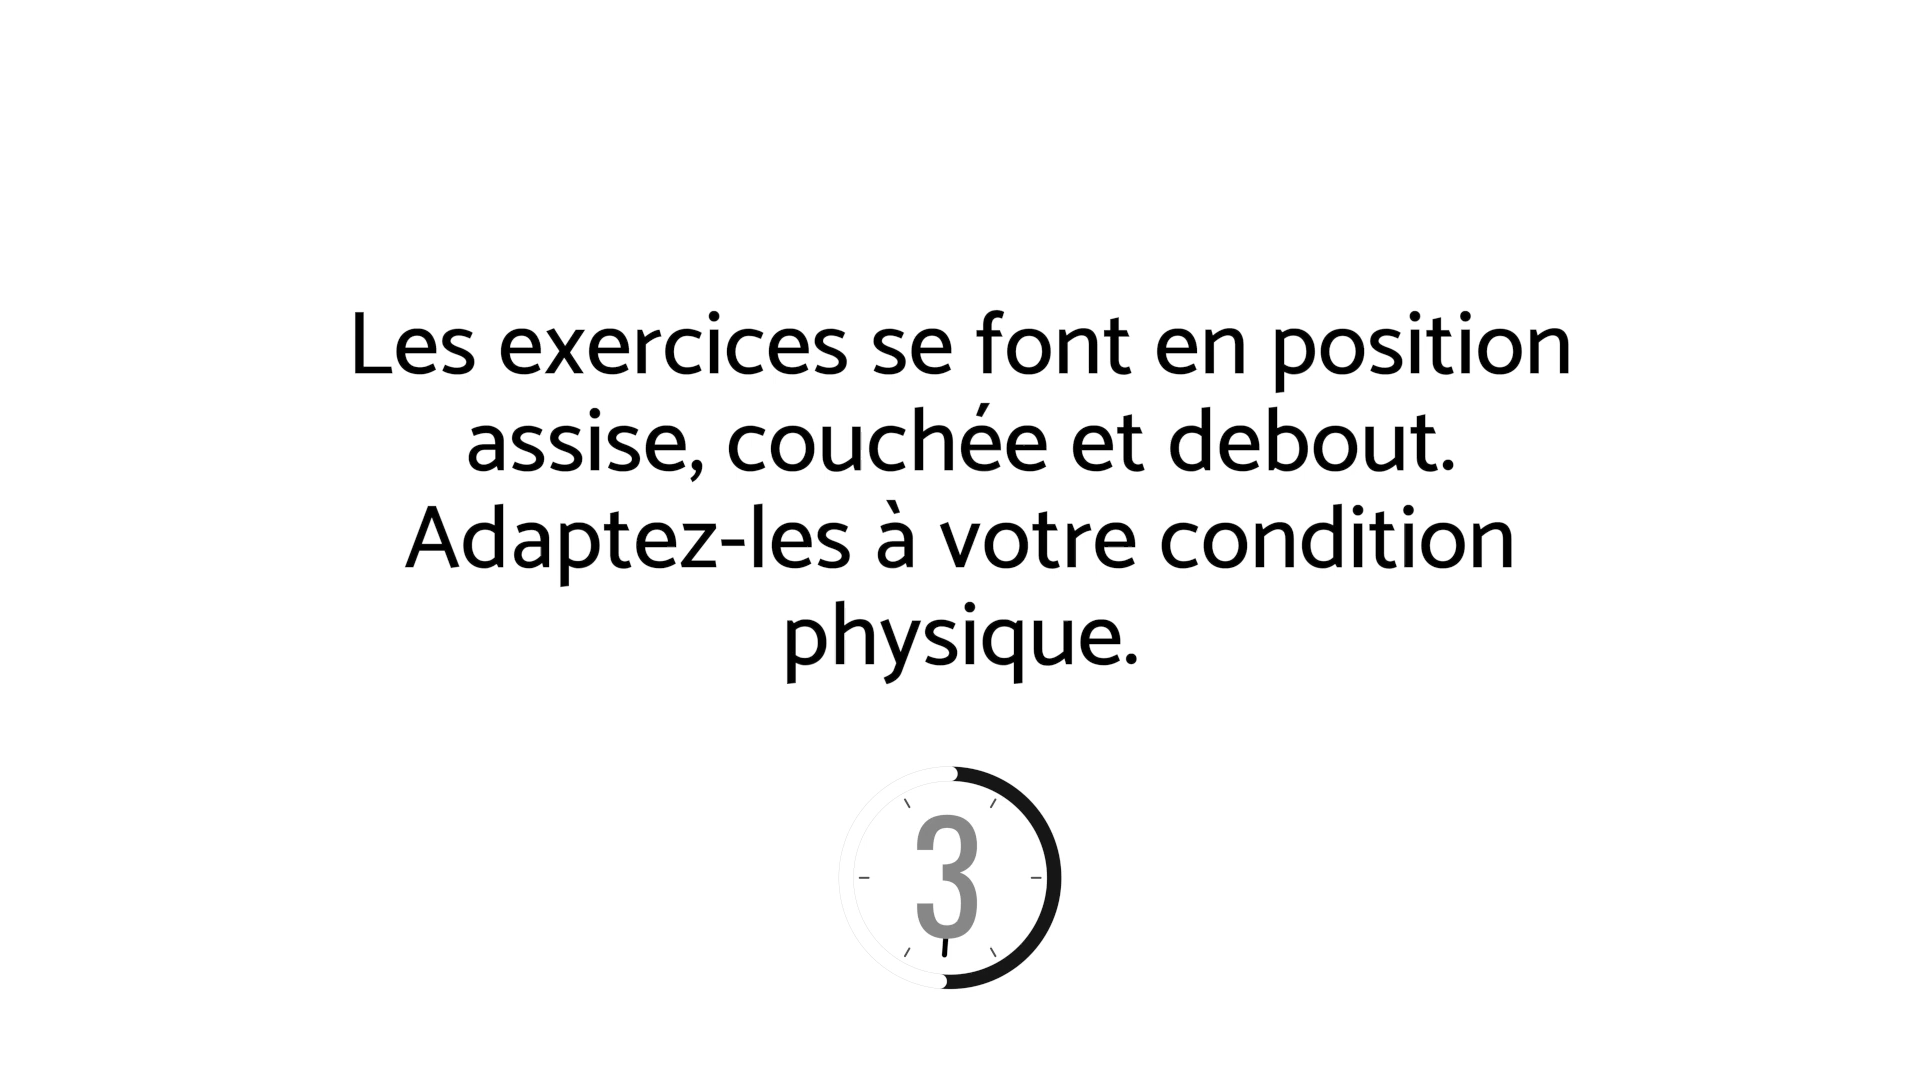 Les exercices se font en position
assise, couchée et debout.
Adaptez-les à votre condition
physique.
3